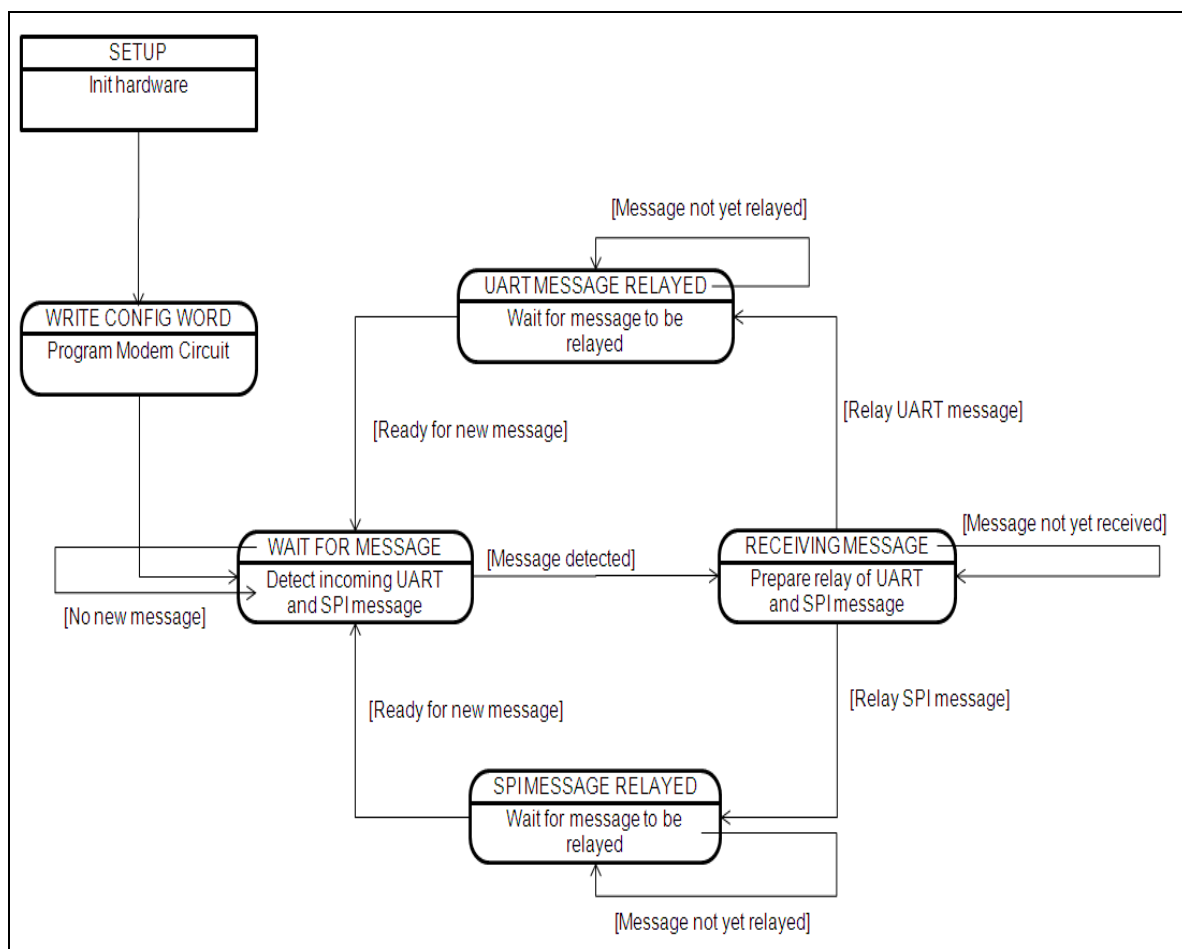 SETUP
Init hardware
[Message not yet relayed]
UART MESSAGE RELAYED
Wait for message to be
relayed
WRITE CONFIG WORD
Program Modem Circuit
[Relay UART message]
[Ready for new message]
[Message not yet received]
WAIT FOR MESSAGE
Detect incoming UART
and SPI message
[Message detected]
RECEIVING MESSAGE
Prepare relay of UART
and SPI message
[No new message]
[Relay SPI message]
[Ready for new message]
SPI MESSAGE RELAYED
Wait for message to be
relayed
[Message not yet relayed]